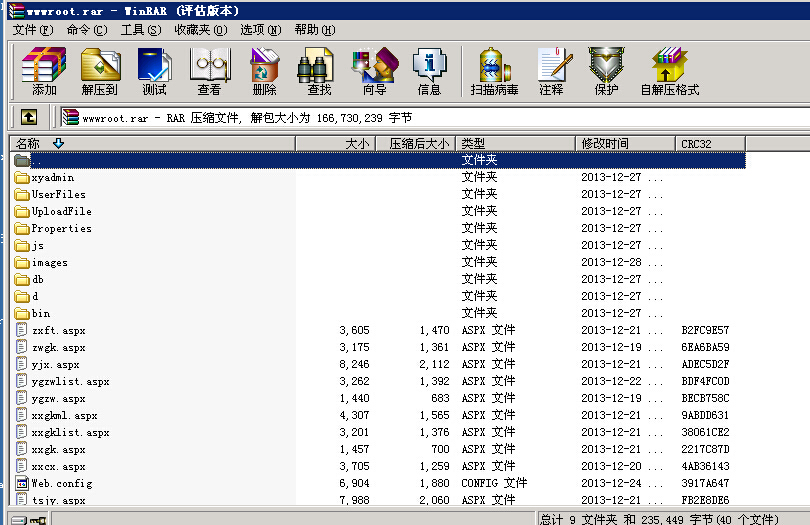 wwwroot.rar - WinRAR (评估版本)
文件(F) 命令(C) 工具(S) 收藏夹(O) 选项(N) 帮助(H)
添加 解压到 测试 查看 删除 查找 向导 信息 扫描病毒 注释 保护 自解压格式
wwwroot.rar - RAR 压缩文件, 解包大小为 166,730,239 字节
名称 大小 压缩后大小 类型 修改时间 CRC32
.. 文件夹
xyadmin 文件夹 2013-12-27 ...
UserFiles 文件夹 2013-12-27 ...
UploadFile 文件夹 2013-12-27 ...
Properties 文件夹 2013-12-27 ...
js 文件夹 2013-12-27 ...
images 文件夹 2013-12-28 ...
db 文件夹 2013-12-27 ...
d 文件夹 2013-12-27 ...
bin 文件夹 2013-12-27 ...
zxft.aspx 3,605 1,470 ASPX 文件 2013-12-21 ... B2FC9E57
zwgk.aspx 3,175 1,361 ASPX 文件 2013-12-19 ... 6EA6BA59
yjx.aspx 8,246 2,112 ASPX 文件 2013-12-21 ... ADEC5D2F
ygzwlist.aspx 3,262 1,392 ASPX 文件 2013-12-22 ... BDF4FC0D
ygzw.aspx 1,440 683 ASPX 文件 2013-12-19 ... BECB758C
xxgkml.aspx 4,307 1,565 ASPX 文件 2013-12-21 ... 9ABDD631
xxgklist.aspx 3,201 1,376 ASPX 文件 2013-12-21 ... 38061CE2
xxgk.aspx 1,457 700 ASPX 文件 2013-12-21 ... 2217C87D
xxcx.aspx 3,705 1,259 ASPX 文件 2013-12-20 ... 4AB36143
Web.config 6,904 1,880 CONFIG 文件 2013-12-24 ... 3917A647
tsjy.aspx 7,988 2,060 ASPX 文件 2013-12-21 ... FB2E8DE6
总计 9 文件夹 和 235,449 字节(40 个文件)